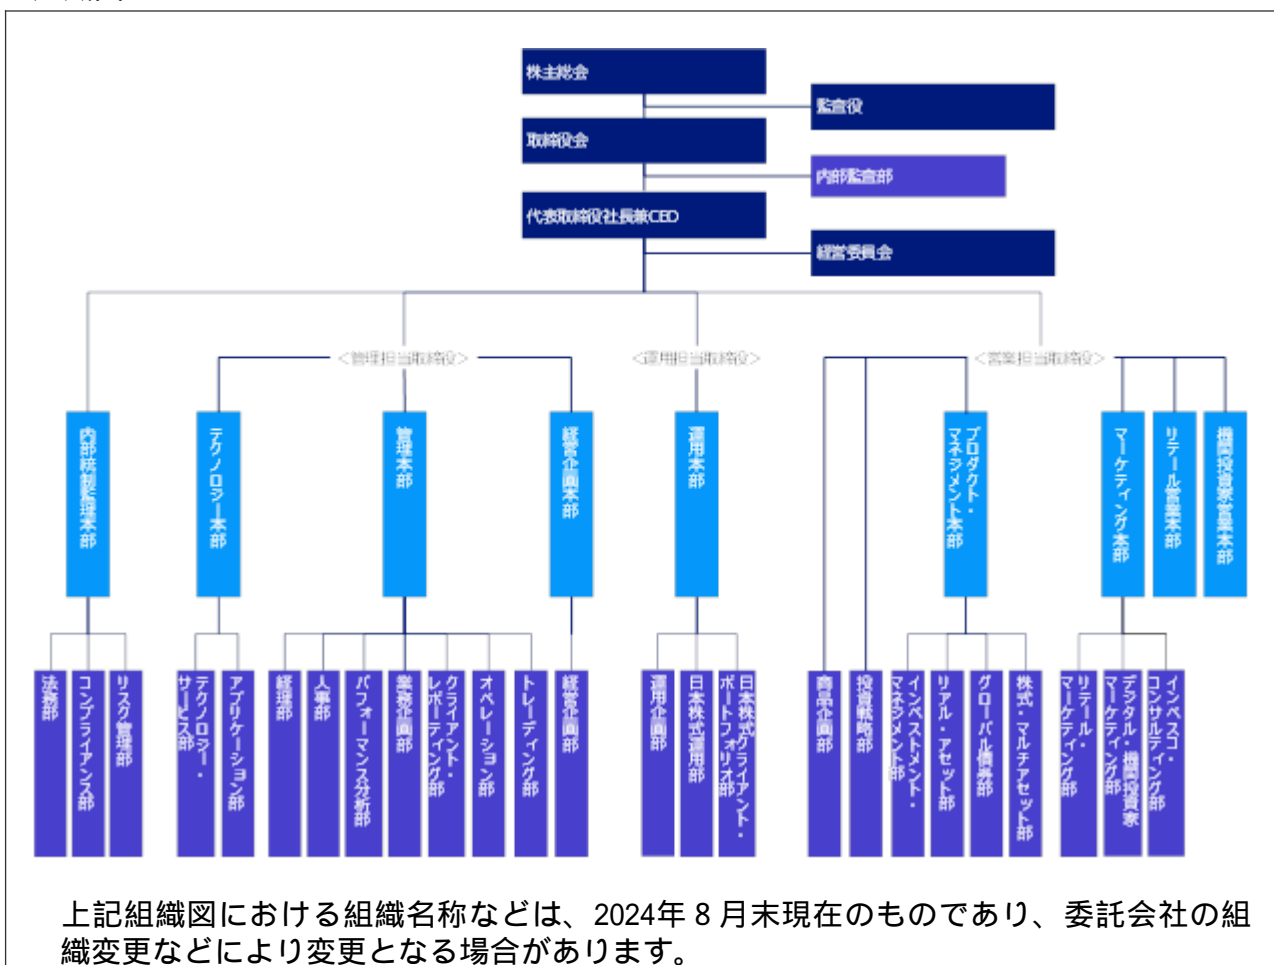 株主総会
監査役
取締役会
内部監査部
代表取締役社長兼CEO
経営委員会
<管理担当取締役>
<運用担当取締役>
<営業担当取締役>
内部統制監理本部
テクノロジー本部
管理本部
経営企画本部
運用本部
プロダクト・
マネジメント本部
マーケティング本部
リテール営業本部
機関投資家営業本部
法務部
コンプライアンス部
リスク管理部
テクノロジー・
サービス部
アプリケーション部
経理部
人事部
パフォーマンス分析部
業務企画部
クライアント・
レポーティング部
オペレーション部
トレーディング部
経営企画部
運用企画部
日本株式運用部
日本株式クライアント・
ポートフォリオ部
商品企画部
投資戦略部
インベストメント・
マネジメント部
リアル・アセット部
グローバル債券部
株式・マルチアセット部
リテール・
マーケティング部
デジタル・機関投資家
マーケティング部
インベスコ・
コンサルティング部
上記組織図における組織名称などは、2024年8月末現在のものであり、委託会社の組
織変更などにより変更となる場合があります。